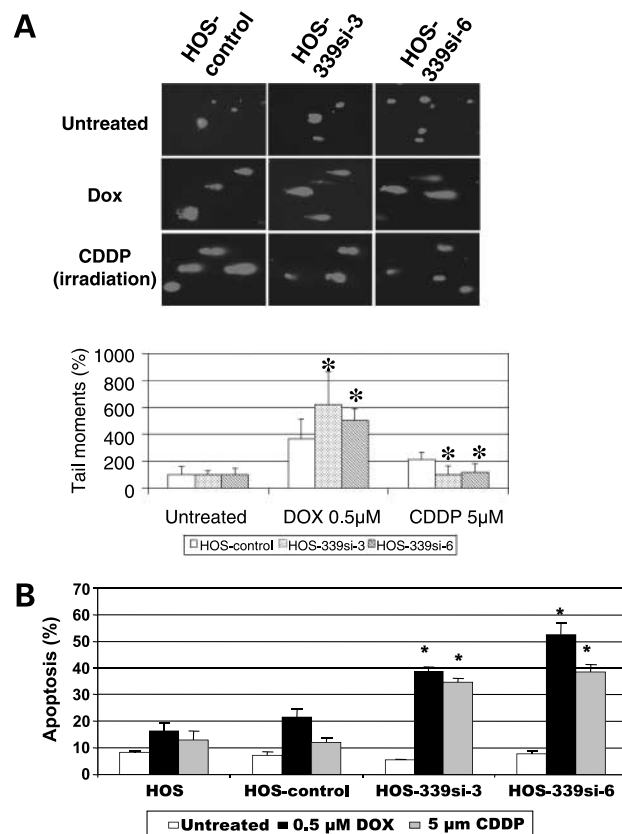 A
HOS-control
HOS-339si-3
HOS-339si-6
Untreated
Dox
CDDP
(irradiation)
Tail moments (%)
1000
800
600
400
200
0
*
*
*
*
Untreated
DOX 0.5µM
CDDP 5µM
HOS-control
HOS-339si-3
HOS-339si-6
B
Apoptosis (%)
70
60
50
40
30
20
10
0
*
*
*
*
HOS
HOS-control
HOS-339si-3
HOS-339si-6
Untreated
0.5 µM DOX
5 µm CDDP